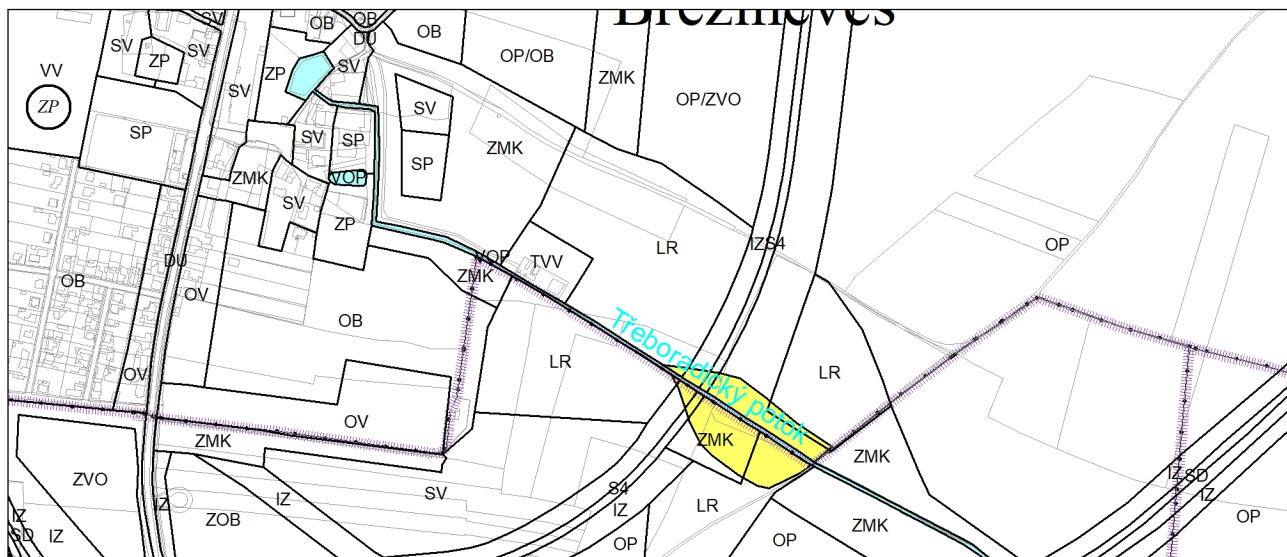 Březiněves
SV OB OB
DU OB
SV SV ZP SV OP/OB
VV ZP ZMK
ZP SV SV OP/ZVO
SP SV SP ZMK
SP
ZMK VOP
SV ZP
OP
LR IZS4
VOP TVV
DU ZMK
OB OV
OB
Třeboradický potok
LR LR
OV
OV ZMK
ZMK
ZVO SV ZMK
IZ SD
IZ IZ S4 IZ
IZ ZOB IZ LR OP
SD IZ OP ZMK